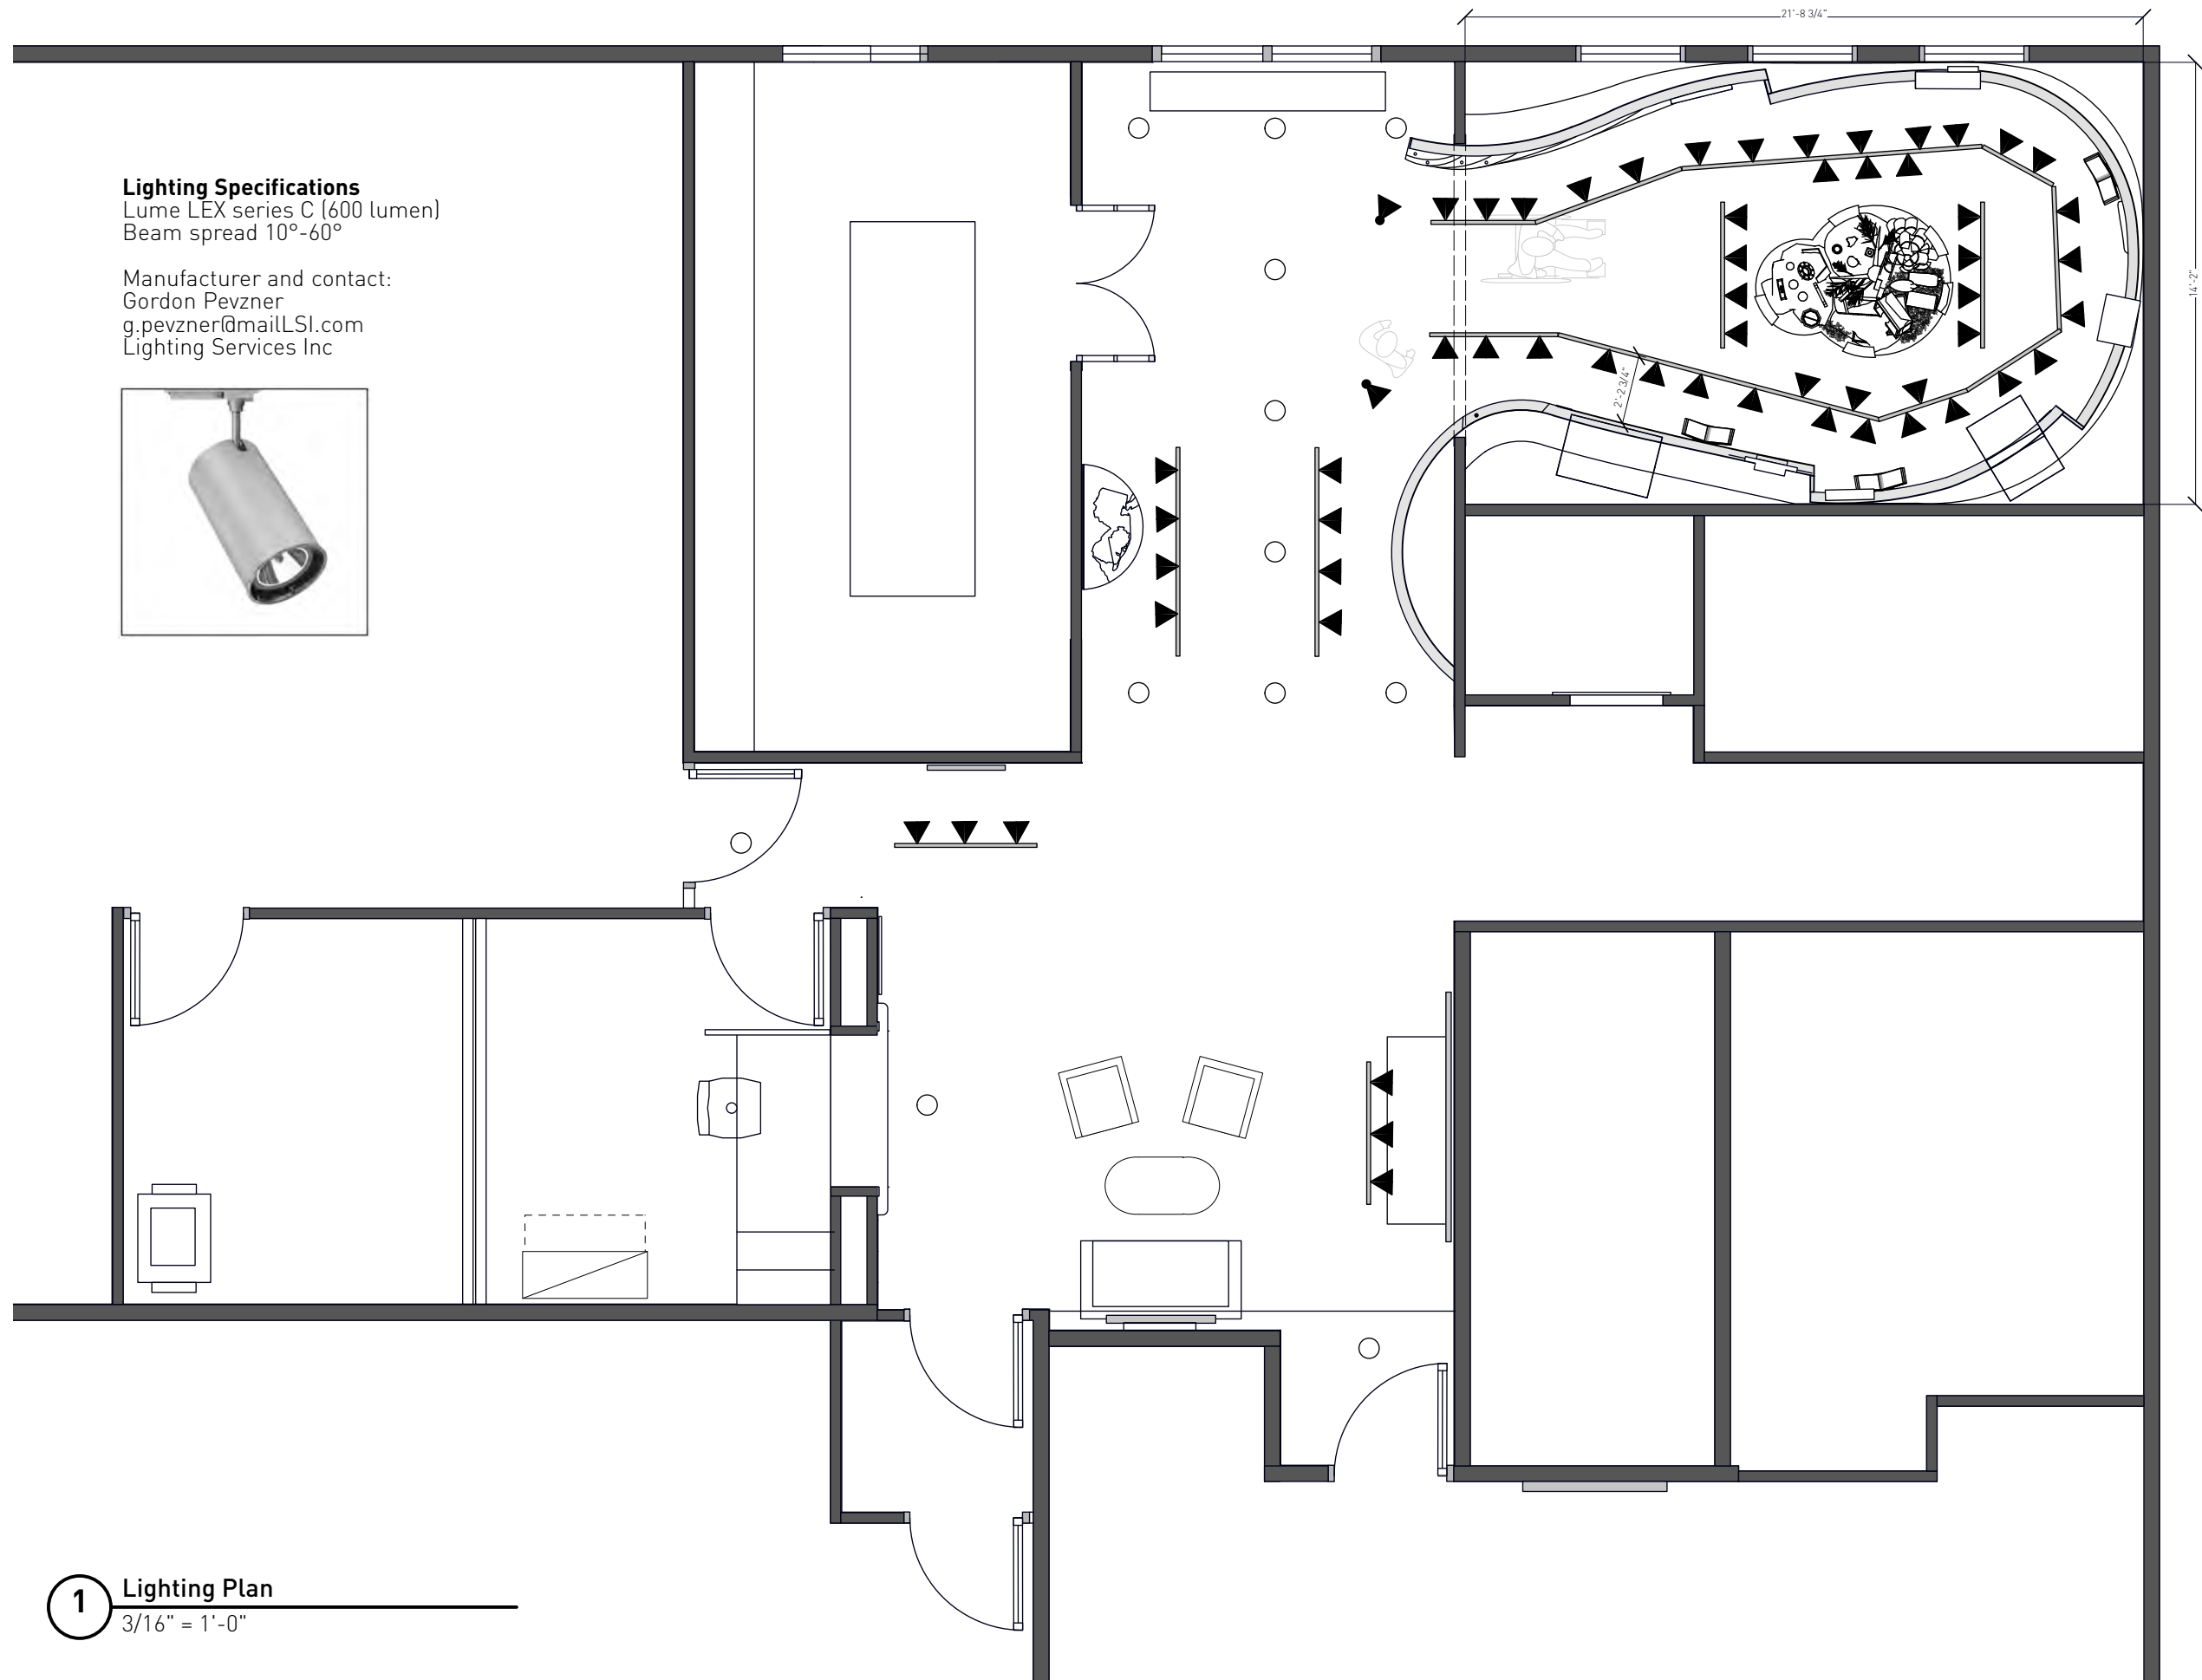 21'-8 3/4"
Lighting Specifications
Lume LEX series C (600 lumen)
Beam spread 10°-60°
Manufacturer and contact:
Gordon Pevzner
g.pevzner@mailLSI.com
Lighting Services Inc
14'-2"
2'-2 3/4"
1
Lighting Plan
3/16" = 1'-0"